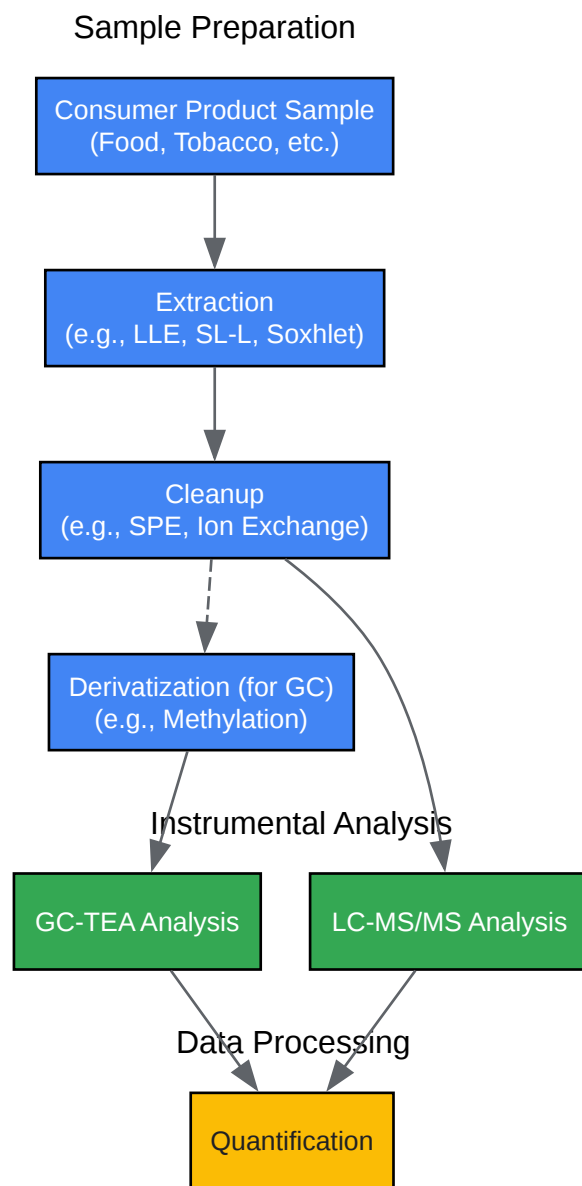 Sample Preparation
Consumer Product Sample
(Food, Tobacco, etc.)
Extraction
(e.g., LLE, SL-L, Soxhlet)
Cleanup
(e.g., SPE, Ion Exchange)
Derivatization (for GC)
(e.g., Methylation)
Instrumental Analysis
GC-TEA Analysis
LC-MS/MS Analysis
Data Processing
Quantification